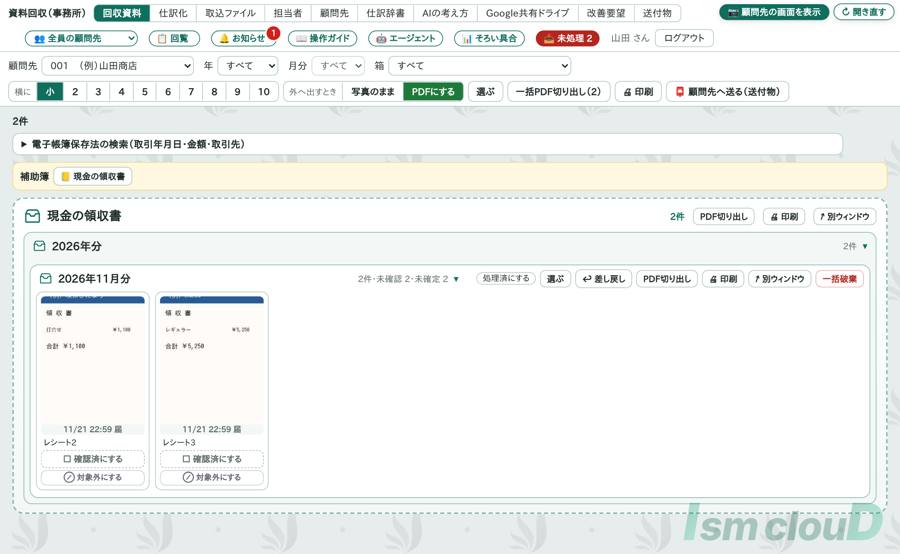 資料回収(事務所) 回収資料 仕訳化 取込ファイル 担当者 顧問先 仕訳辞書 AIの考え方 Google共有ドライブ 改善要望 送付物 顧問先の画面を表示 開き直す
全員の顧問先 回覧 お知らせ 1 操作ガイド エージェント そろい具合 未処理 2 山田 さん ログアウト
顧問先 001 (例)山田商店 年 すべて 月分 すべて 箱 すべて
横に 小 2 3 4 5 6 7 8 9 10 外へ出すとき 写真のまま PDFにする 選ぶ 一括PDF切り出し(2) 印刷 顧問先へ送る(送付物)
2件
▶ 電子帳簿保存法の検索(取引年月日・金額・取引先)
補助簿 現金の領収書
現金の領収書 2件 PDF切り出し 印刷 別ウィンドウ
2026年分 2件 ▼
2026年11月分 2件・未確認 2・未確定 2 ▼ 処理済にする 選ぶ ↩ 差し戻し PDF切り出し 印刷 別ウィンドウ 一括破棄
領 収 書
打合せ ¥1,100
合計 ¥1,100
11/21 22:59 届
レシート2
確認済にする
対象外にする
領 収 書
レギュラー ¥5,250
合計 ¥5,250
11/21 22:59 届
レシート3
確認済にする
対象外にする
Ism clouD